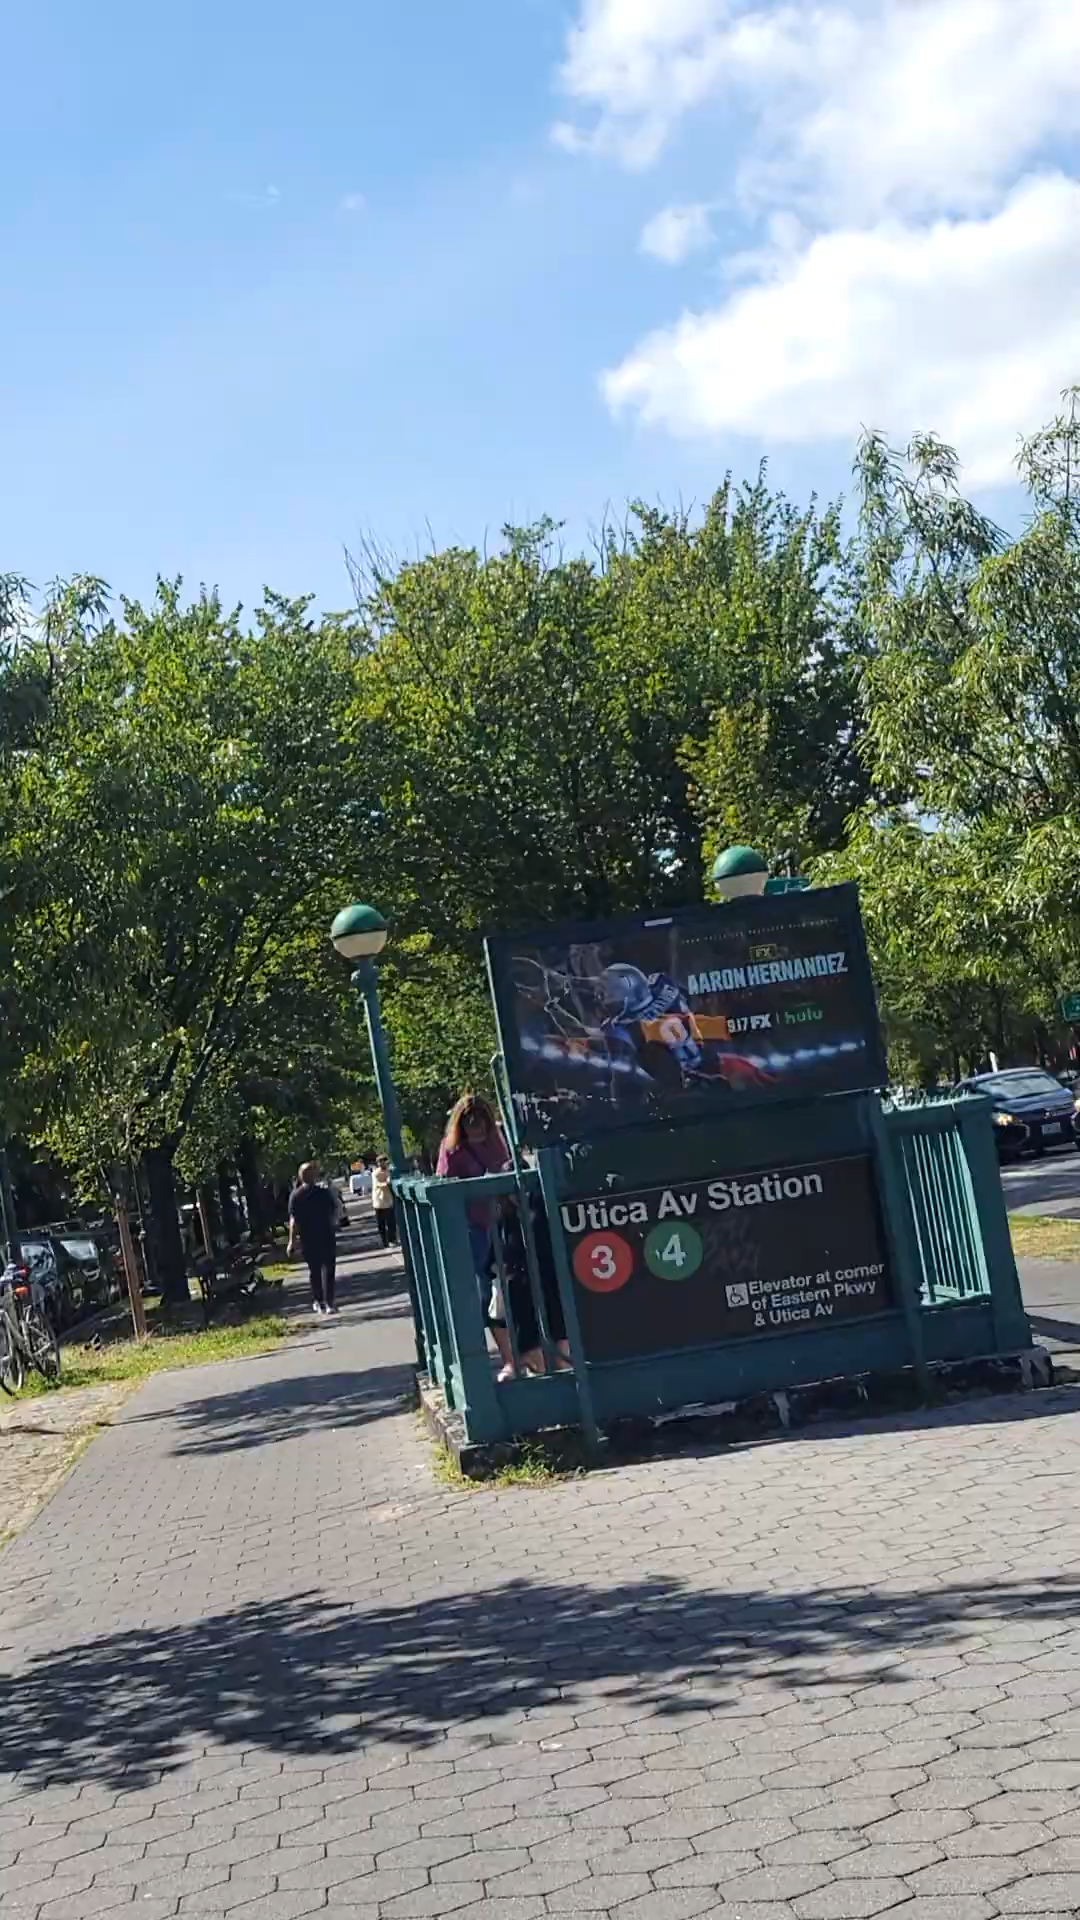 FX
AARON HERNANDEZ
9.17 FX | hulu
Utica Av Station
3 4
Elevator at corner
of Eastern Pkwy
& Utica Av